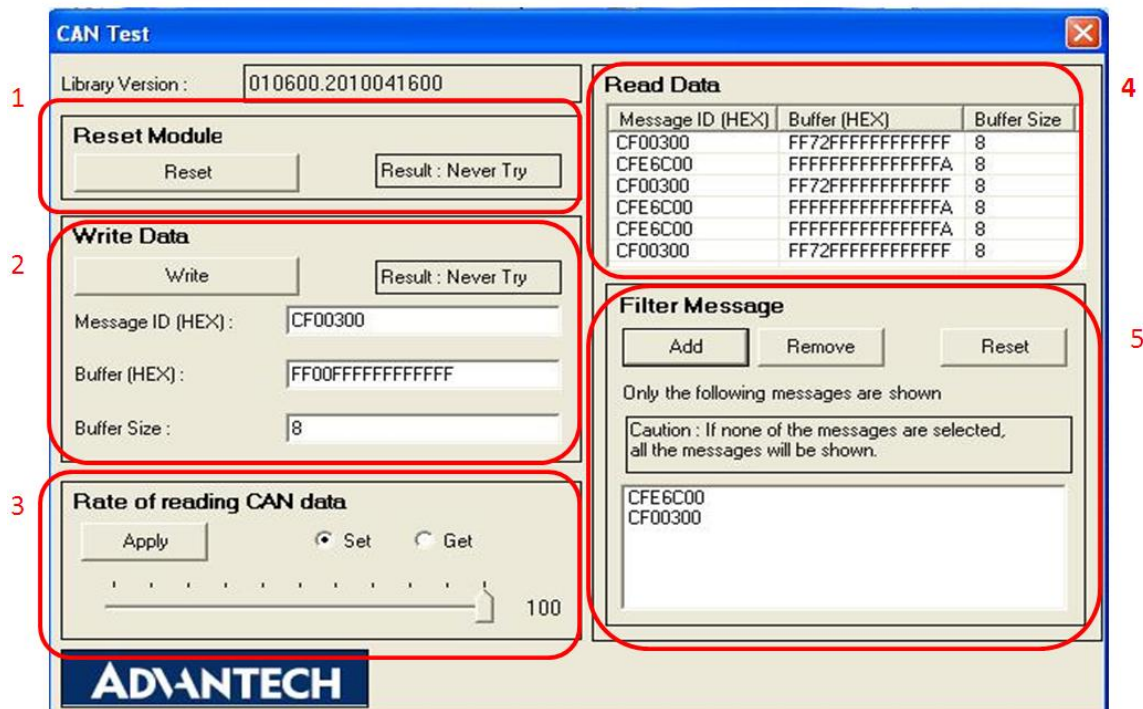 CAN Test
Library Version : 010600.2010041600
1
Reset Module
Reset Result : Never Try
2
Write Data
Write Result : Never Try
Message ID (HEX) : CF00300
Buffer (HEX) : FF00FFFFFFFFFFFF
Buffer Size : 8
3
Rate of reading CAN data
Apply Set Get
100
ADVANTECH
4
Read Data
Message ID (HEX) Buffer (HEX) Buffer Size
CF00300 FF72FFFFFFFFFFFF 8
CFE6C00 FFFFFFFFFFFFFFFA 8
CF00300 FF72FFFFFFFFFFFF 8
CFE6C00 FFFFFFFFFFFFFFFA 8
CFE6C00 FFFFFFFFFFFFFFFA 8
CF00300 FF72FFFFFFFFFFFF 8
5
Filter Message
Add Remove Reset
Only the following messages are shown
Caution : If none of the messages are selected,
all the messages will be shown.
CFE6C00
CF00300